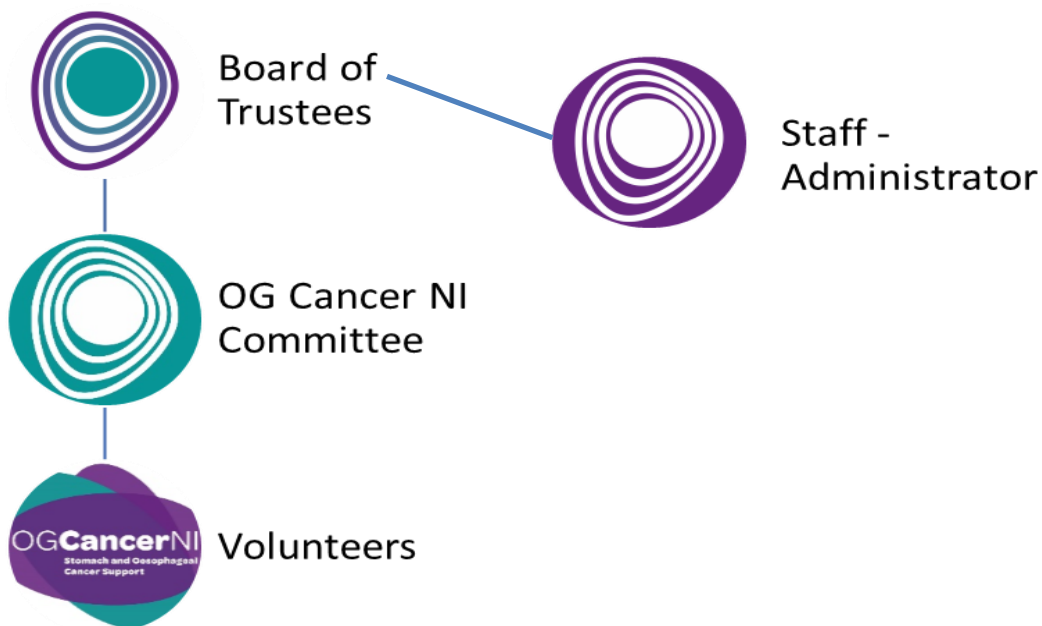 Board of
Trustees
Staff -
Administrator
OG Cancer NI
Committee
OGCancerNI
Stomach and Oesophageal
Cancer Support
Volunteers